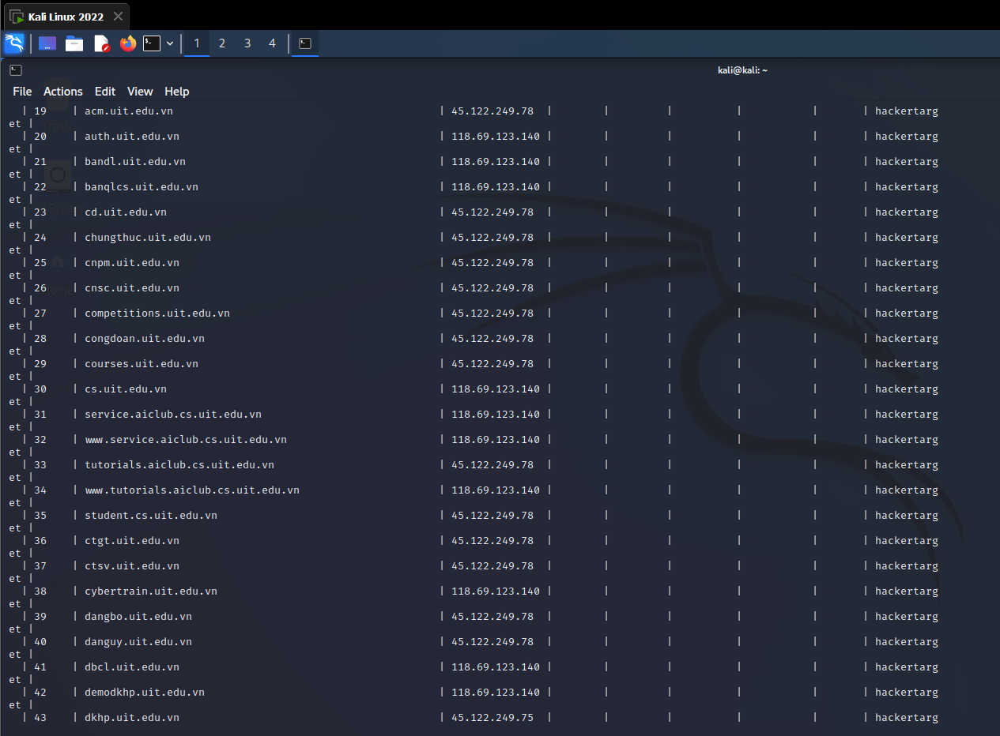 Kali Linux 2022
1 2 3 4
kali@kali: ~
File Actions Edit View Help
| 19 | acm.uit.edu.vn | 45.122.249.78 | | | | | | hackertarg
et |
| 20 | auth.uit.edu.vn | 118.69.123.140 | | | | | | hackertarg
et |
| 21 | bandl.uit.edu.vn | 118.69.123.140 | | | | | | hackertarg
et |
| 22 | banqlcs.uit.edu.vn | 118.69.123.140 | | | | | | hackertarg
et |
| 23 | cd.uit.edu.vn | 45.122.249.78 | | | | | | hackertarg
et |
| 24 | chungthuc.uit.edu.vn | 45.122.249.78 | | | | | | hackertarg
et |
| 25 | cnpm.uit.edu.vn | 45.122.249.78 | | | | | | hackertarg
et |
| 26 | cnsc.uit.edu.vn | 45.122.249.78 | | | | | | hackertarg
et |
| 27 | competitions.uit.edu.vn | 45.122.249.78 | | | | | | hackertarg
et |
| 28 | congdoan.uit.edu.vn | 45.122.249.78 | | | | | | hackertarg
et |
| 29 | courses.uit.edu.vn | 45.122.249.78 | | | | | | hackertarg
et |
| 30 | cs.uit.edu.vn | 118.69.123.140 | | | | | | hackertarg
et |
| 31 | service.aiclub.cs.uit.edu.vn | 118.69.123.140 | | | | | | hackertarg
et |
| 32 | www.service.aiclub.cs.uit.edu.vn | 118.69.123.140 | | | | | | hackertarg
et |
| 33 | tutorials.aiclub.cs.uit.edu.vn | 45.122.249.78 | | | | | | hackertarg
et |
| 34 | www.tutorials.aiclub.cs.uit.edu.vn | 118.69.123.140 | | | | | | hackertarg
et |
| 35 | student.cs.uit.edu.vn | 45.122.249.78 | | | | | | hackertarg
et |
| 36 | ctgt.uit.edu.vn | 45.122.249.78 | | | | | | hackertarg
et |
| 37 | ctsv.uit.edu.vn | 45.122.249.78 | | | | | | hackertarg
et |
| 38 | cybertrain.uit.edu.vn | 118.69.123.140 | | | | | | hackertarg
et |
| 39 | dangbo.uit.edu.vn | 45.122.249.78 | | | | | | hackertarg
et |
| 40 | danguy.uit.edu.vn | 45.122.249.78 | | | | | | hackertarg
et |
| 41 | dbcl.uit.edu.vn | 118.69.123.140 | | | | | | hackertarg
et |
| 42 | demodkhp.uit.edu.vn | 118.69.123.140 | | | | | | hackertarg
et |
| 43 | dkhp.uit.edu.vn | 45.122.249.75 | | | | | | hackertarg